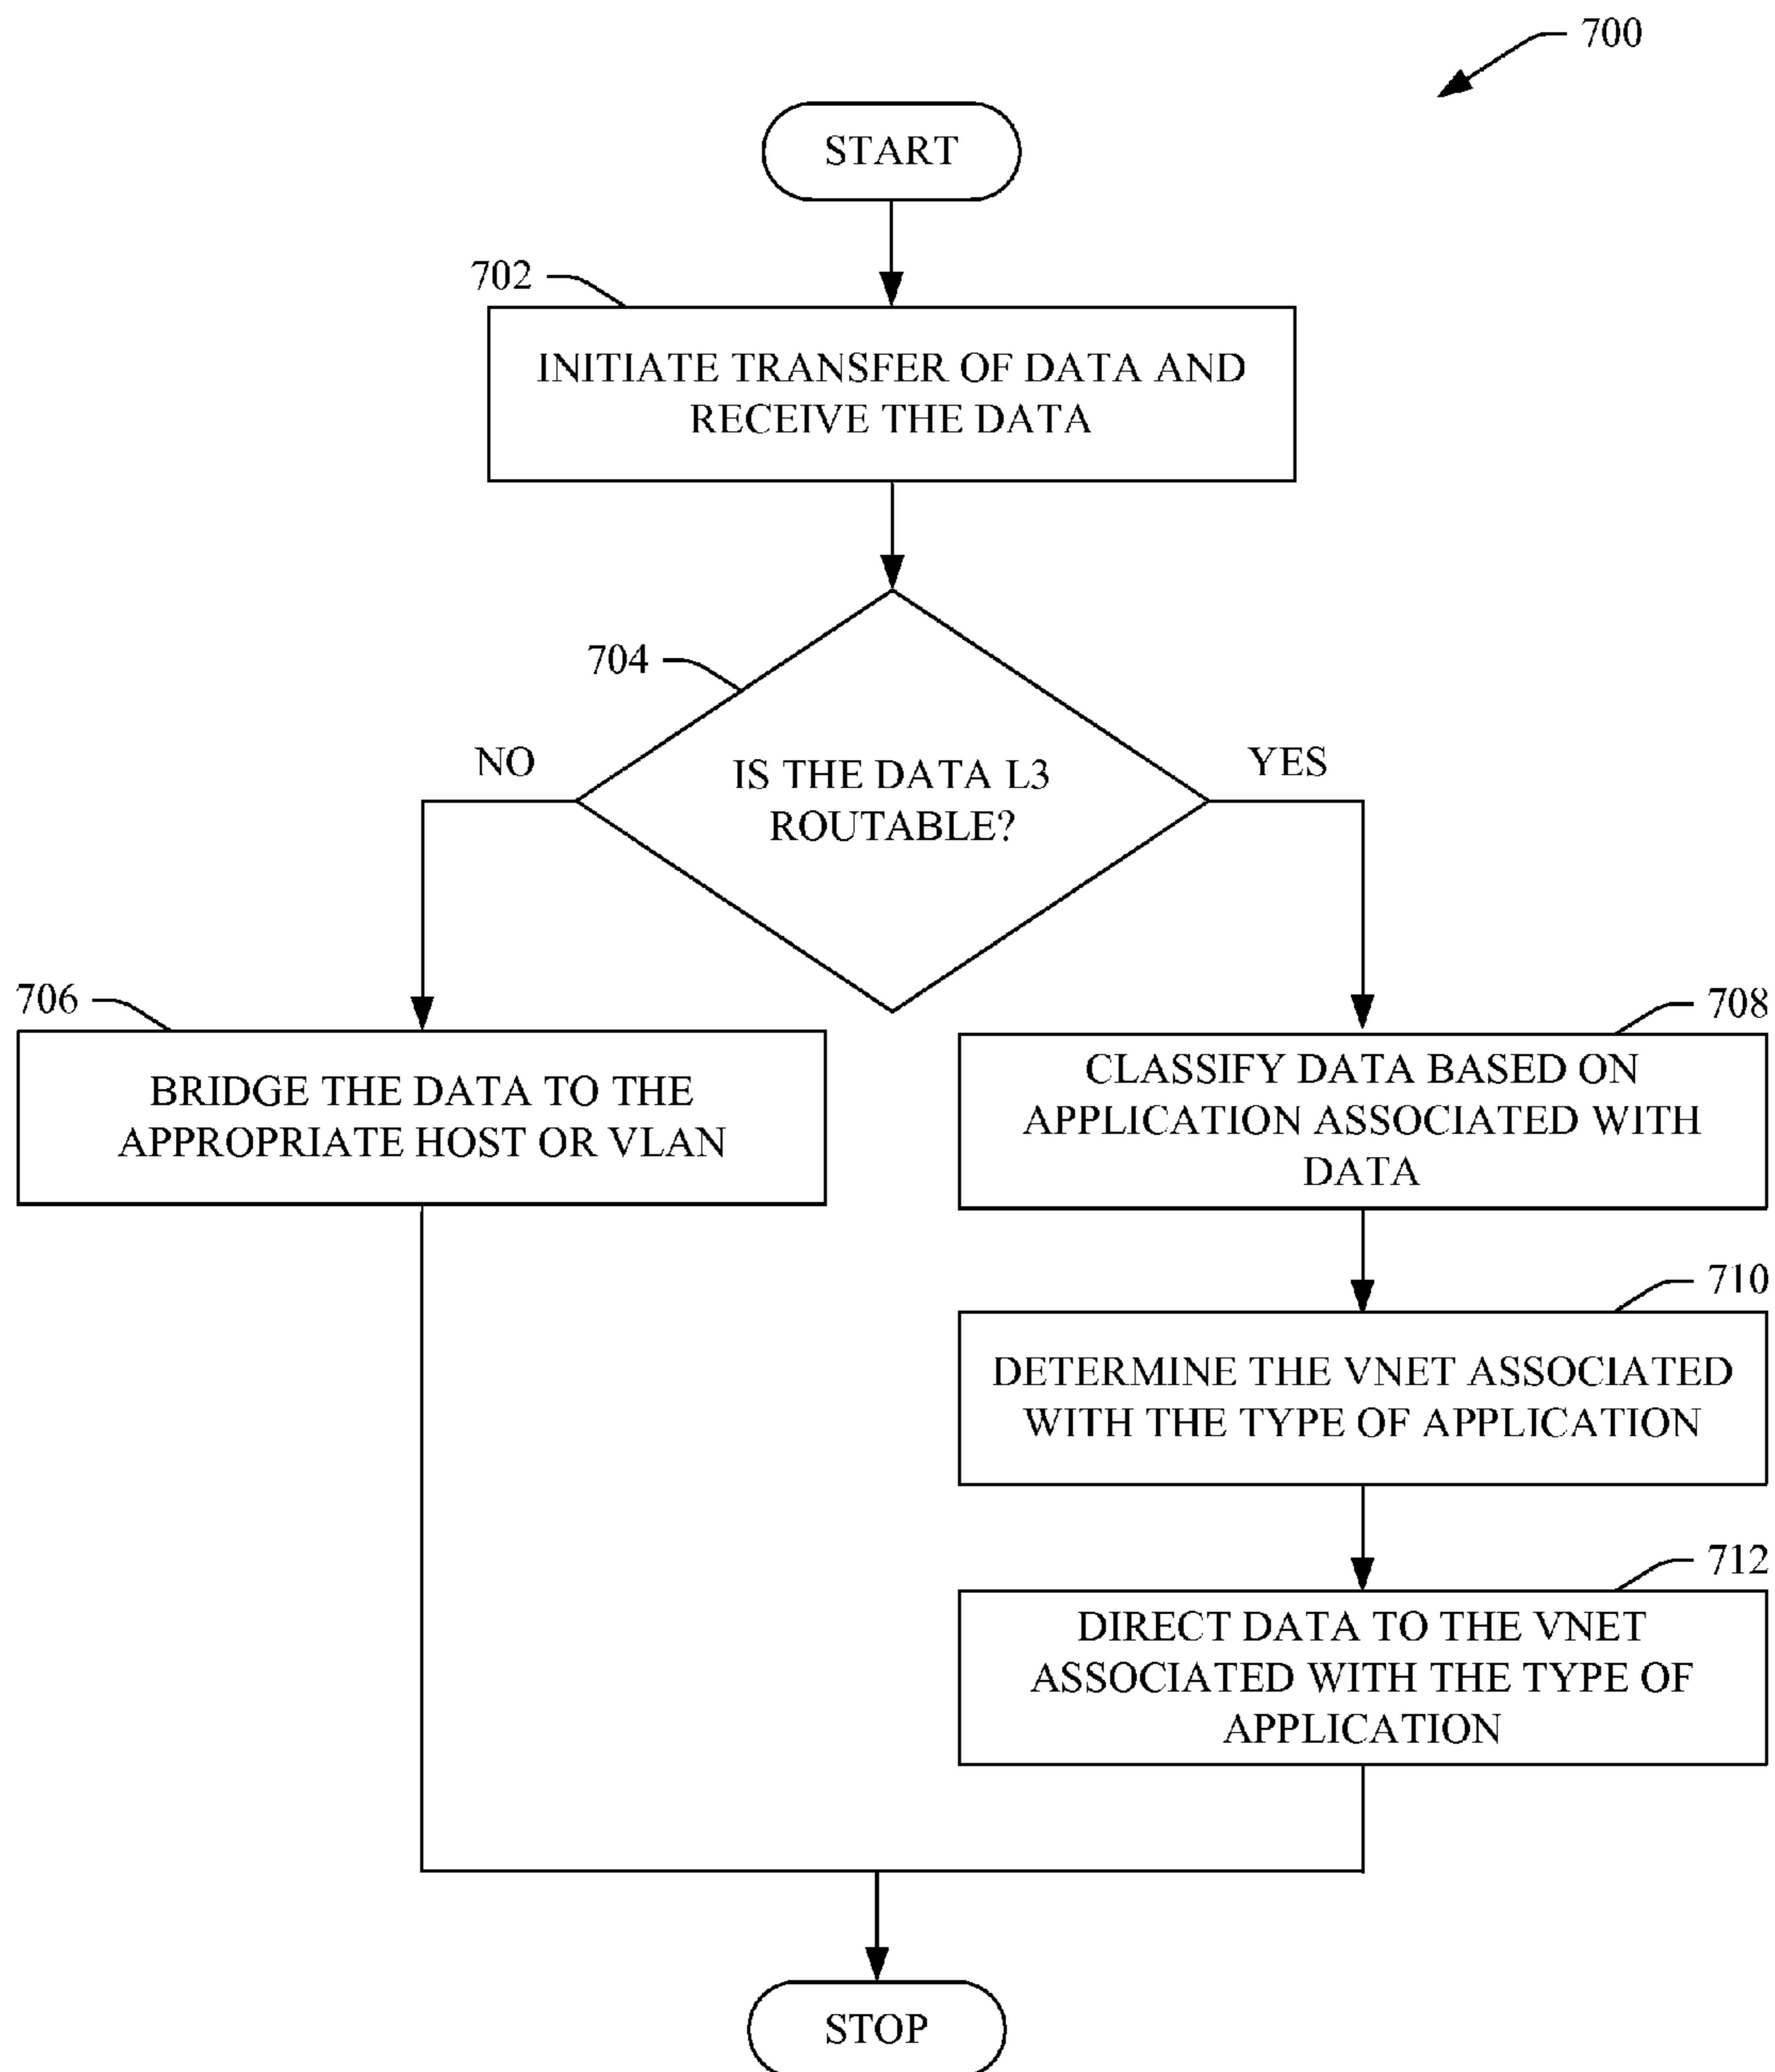 700
START
702
INITIATE TRANSFER OF DATA AND
RECEIVE THE DATA
704
NO
YES
IS THE DATA L3
ROUTABLE?
706
BRIDGE THE DATA TO THE
APPROPRIATE HOST OR VLAN
708
CLASSIFY DATA BASED ON
APPLICATION ASSOCIATED WITH
DATA
710
DETERMINE THE VNET ASSOCIATED
WITH THE TYPE OF APPLICATION
712
DIRECT DATA TO THE VNET
ASSOCIATED WITH THE TYPE OF
APPLICATION
STOP